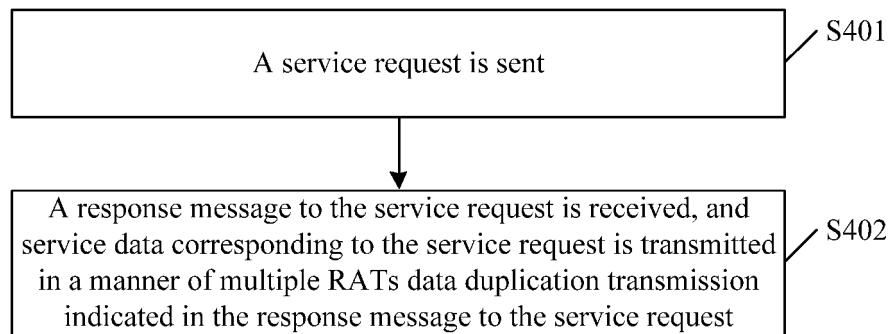 A service request is sent
S401
A response message to the service request is received, and
service data corresponding to the service request is transmitted
in a manner of multiple RATs data duplication transmission
indicated in the response message to the service request
S402